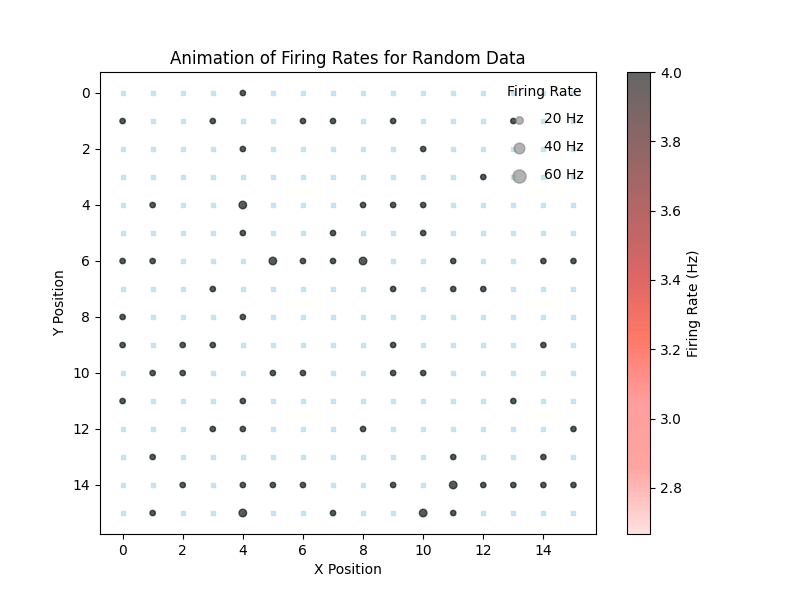 Animation of Firing Rates for Random Data
Firing Rate
20 Hz
40 Hz
60 Hz
0
2
4
6
8
10
12
14
Y Position
0
2
4
6
8
10
12
14
X Position
4.0
3.8
3.6
3.4
3.2
3.0
2.8
Firing Rate (Hz)